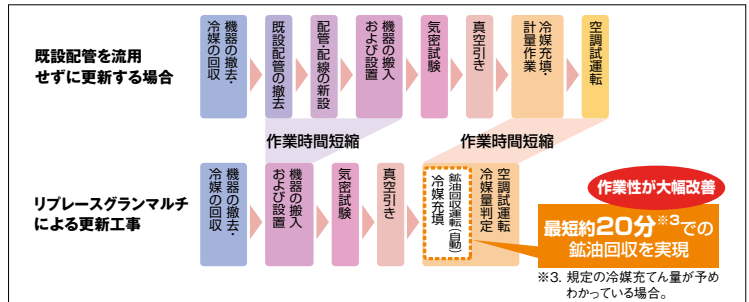 既設配管を流用
せずに更新する場合
機器の撤去・
冷媒の回収
既設配管の撤去
配管・配線の新設
機器の搬入
および設置
気密試験
真空引き
冷媒充填・
計量作業
空調試運転
作業時間短縮
作業時間短縮
リプレースグランマルチ
による更新工事
機器の撤去・
冷媒の回収
機器の搬入
および設置
気密試験
真空引き
鉱油回収運転(自動)
冷媒充填
空調試運転
冷媒量判定
作業性が大幅改善
最短約20分※3での
鉱油回収を実現
※3. 規定の冷媒充てん量が予め
わかっている場合。